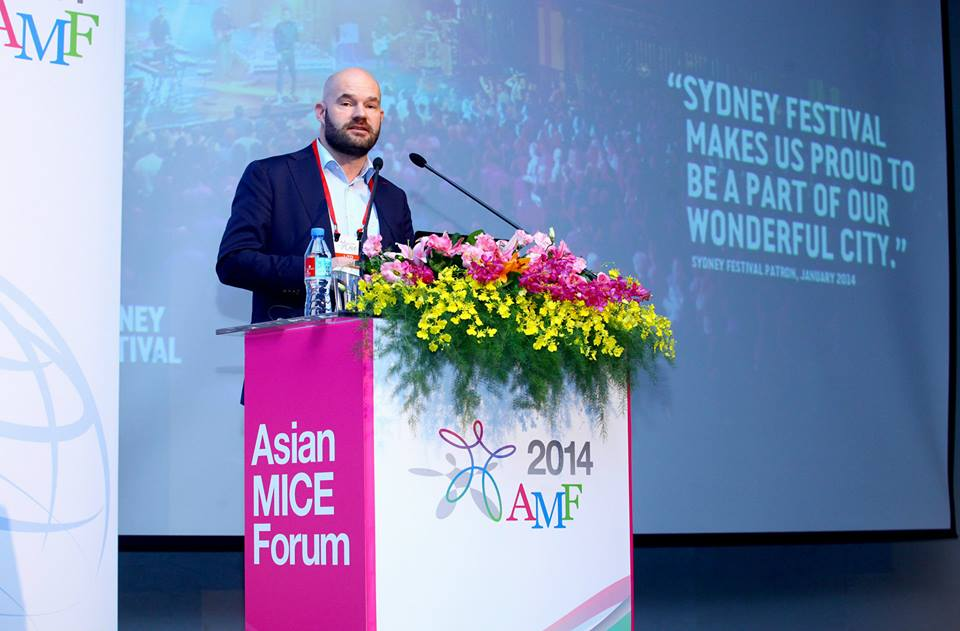 AMF
"SYDNEY FESTIVAL
MAKES US PROUD TO
BE A PART OF OUR
WONDERFUL CITY."
SYDNEY FESTIVAL PATRON, JANUARY 2014
NEY
TIVAL
Asian
MICE
Forum
2014
AMF